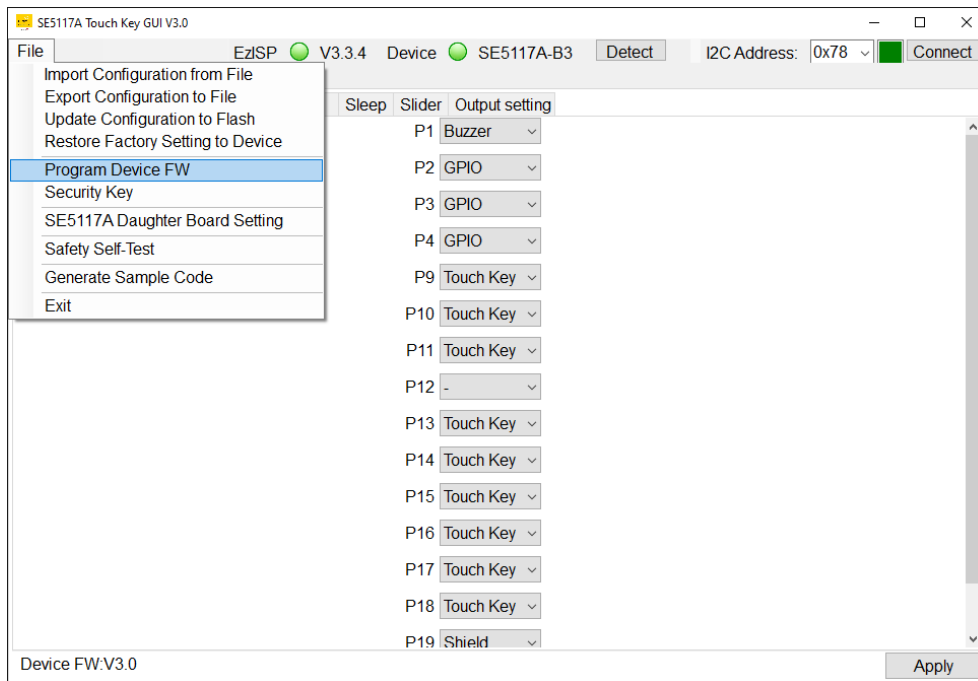 SE5117A Touch Key GUI V3.0
File EzISP V3.3.4 Device SE5117A-B3 Detect I2C Address: 0x78 Connect
Import Configuration from File
Export Configuration to File
Update Configuration to Flash
Restore Factory Setting to Device
Program Device FW
Security Key
SE5117A Daughter Board Setting
Safety Self-Test
Generate Sample Code
Exit
Sleep Slider Output setting
P1 Buzzer
P2 GPIO
P3 GPIO
P4 GPIO
P9 Touch Key
P10 Touch Key
P11 Touch Key
P12 -
P13 Touch Key
P14 Touch Key
P15 Touch Key
P16 Touch Key
P17 Touch Key
P18 Touch Key
P19 Shield
Device FW:V3.0 Apply